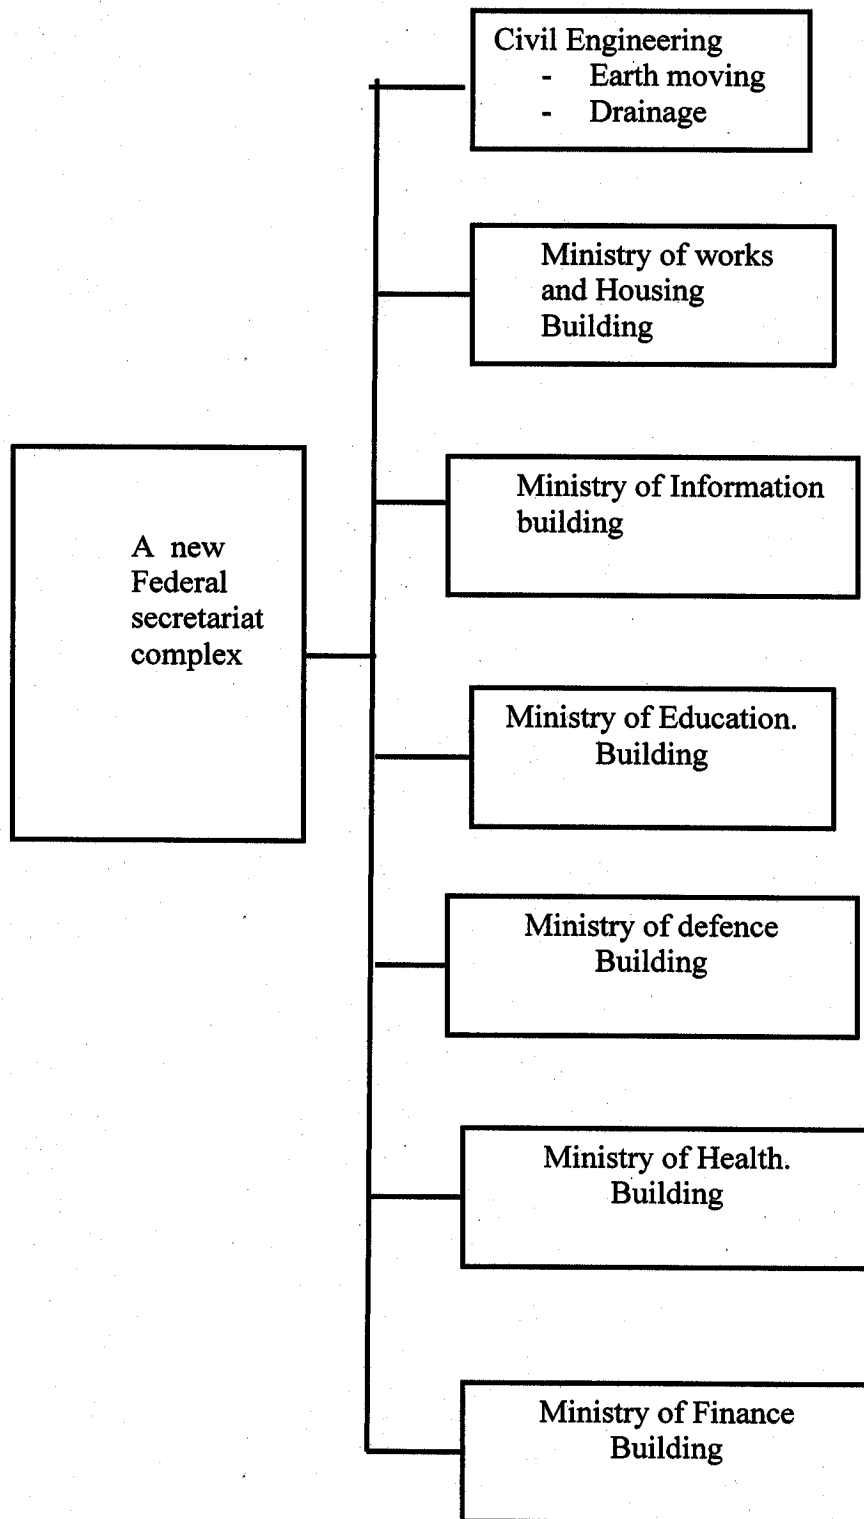 Civil Engineering
- Earth moving
- Drainage
Ministry of works
and Housing
Building
Ministry of Information
building
A new
Federal
secretariat
complex
Ministry of Education.
Building
Ministry of defence
Building
Ministry of Health.
Building
Ministry of Finance
Building